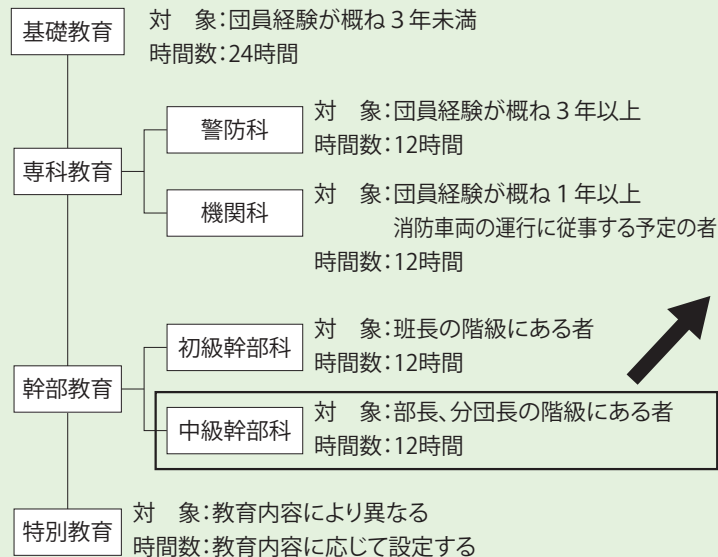 基礎教育
対　象：団員経験が概ね３年未満
時間数：24時間
専科教育
警防科
対　象：団員経験が概ね３年以上
時間数：12時間
機関科
対　象：団員経験が概ね１年以上
消防車両の運行に従事する予定の者
時間数：12時間
幹部教育
初級幹部科
対　象：班長の階級にある者
時間数：12時間
中級幹部科
対　象：部長、分団長の階級にある者
時間数：12時間
特別教育
対　象：教育内容により異なる
時間数：教育内容に応じて設定する